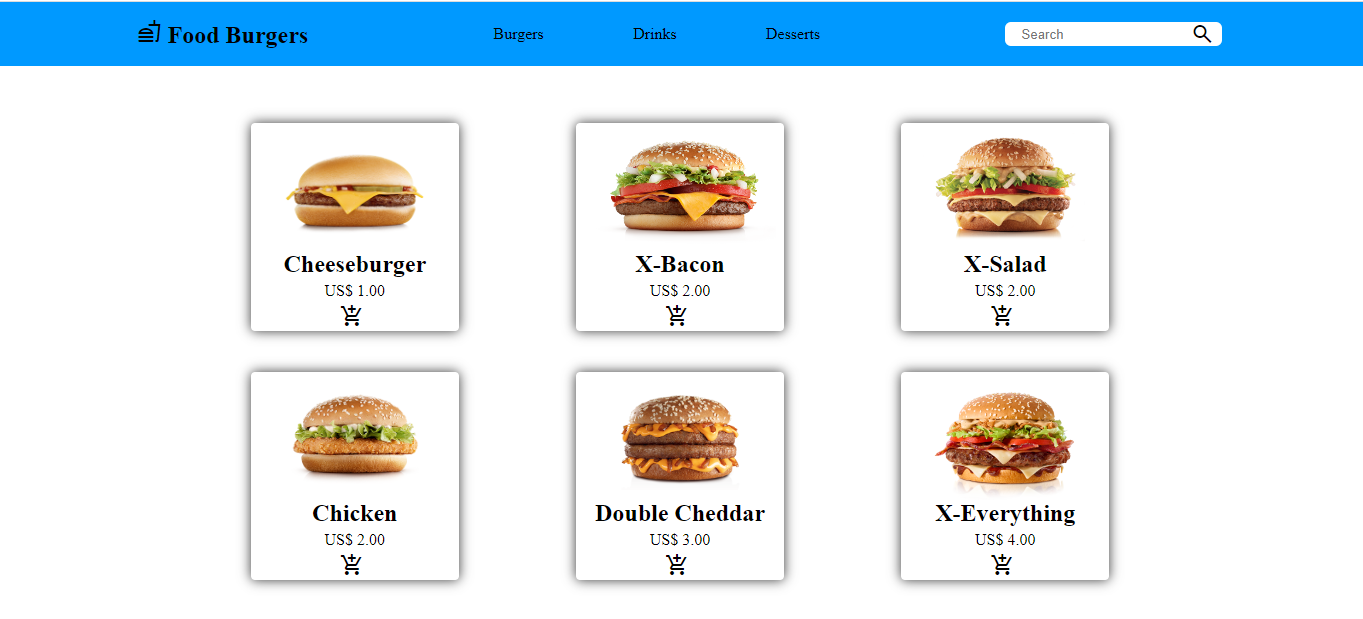 Food Burgers
Burgers
Drinks
Desserts
Search
Cheeseburger
US$ 1.00
X-Bacon
US$ 2.00
X-Salad
US$ 2.00
Chicken
US$ 2.00
Double Cheddar
US$ 3.00
X-Everything
US$ 4.00